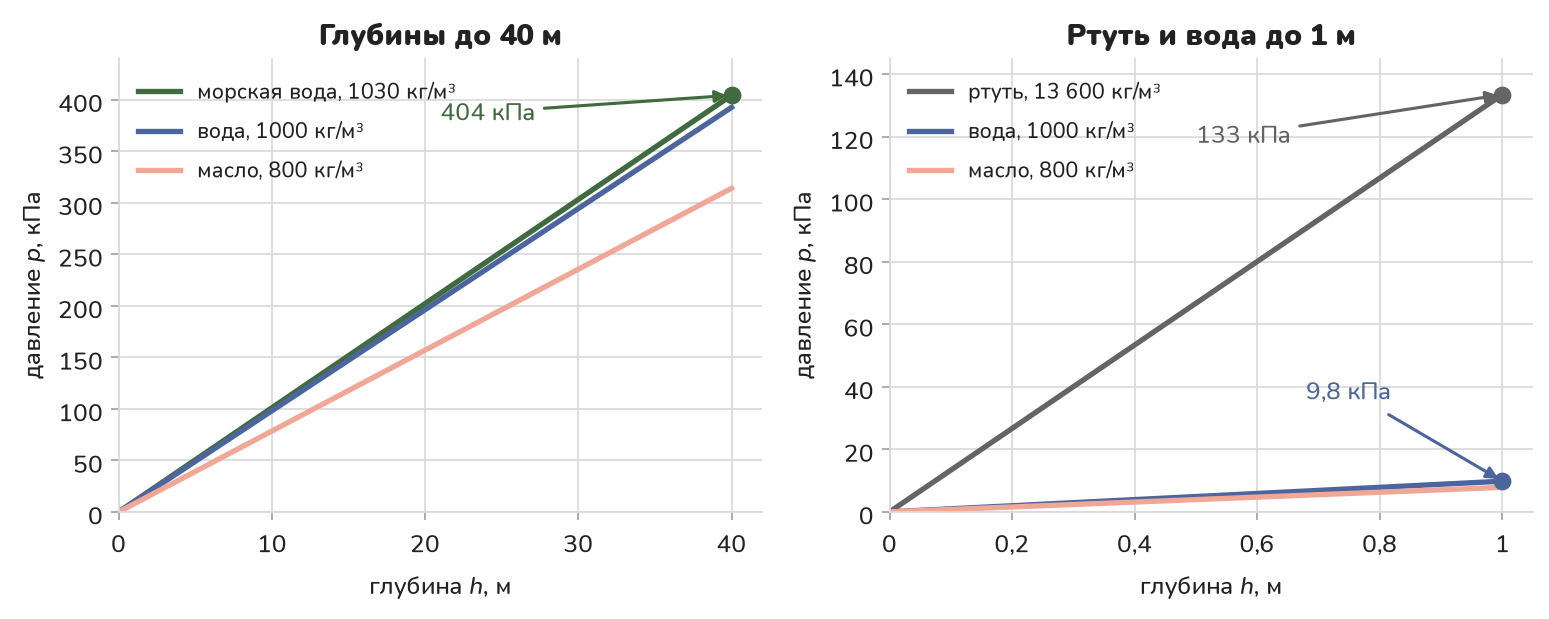 Глубины до 40 м
морская вода, 1030 кг/м³
вода, 1000 кг/м³
масло, 800 кг/м³
404 кПа
давление p, кПа
400
350
300
250
200
150
100
50
0
0 10 20 30 40
глубина h, м
Ртуть и вода до 1 м
ртуть, 13 600 кг/м³
вода, 1000 кг/м³
масло, 800 кг/м³
133 кПа
9,8 кПа
давление p, кПа
140
120
100
80
60
40
20
0
0 0,2 0,4 0,6 0,8 1
глубина h, м